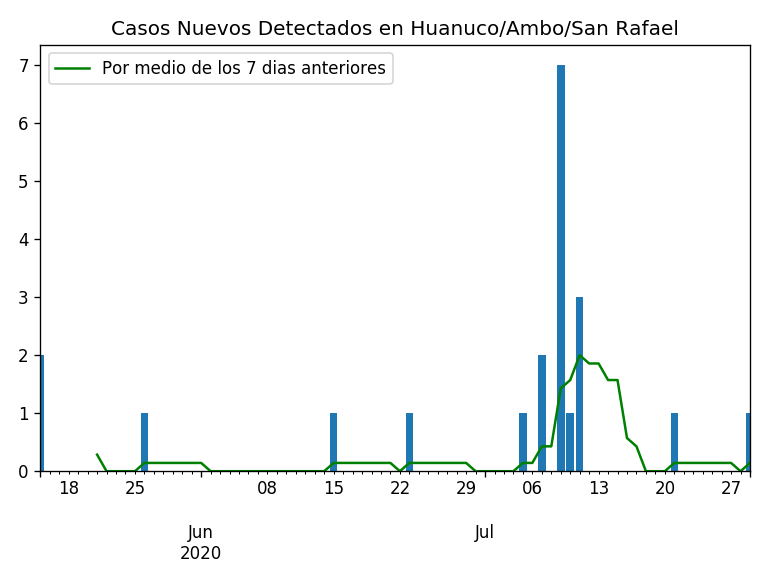 Casos Nuevos Detectados en Huanuco/Ambo/San Rafael
Por medio de los 7 dias anteriores
7
6
5
4
3
2
1
0
18 25 08 15 22 29 06 13 20 27
Jun Jul
2020